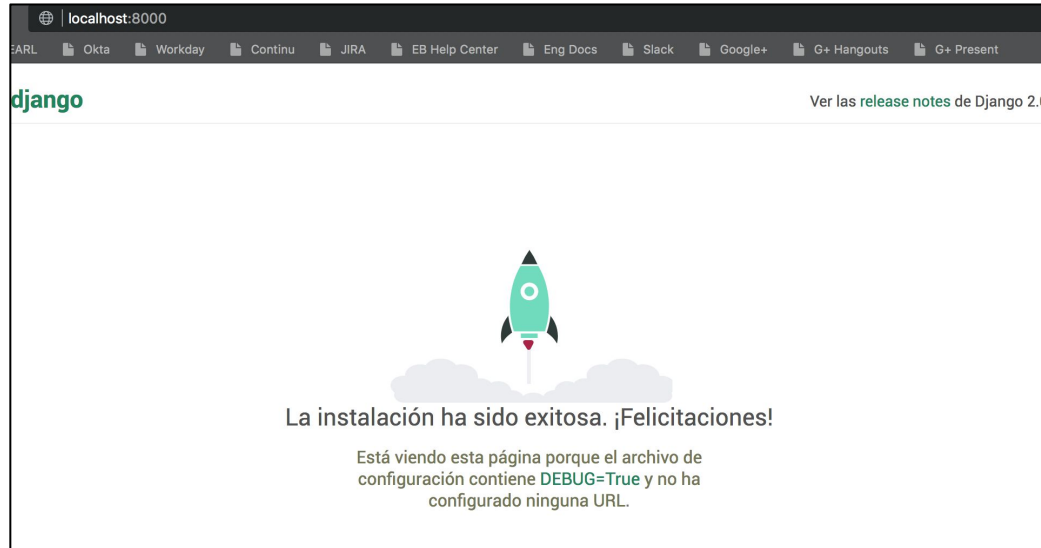 localhost:8000
EARL Okta Workday Continu JIRA EB Help Center Eng Docs Slack Google+ G+ Hangouts G+ Present
django
Ver las release notes de Django 2.0
La instalación ha sido exitosa. ¡Felicitaciones!
Está viendo esta página porque el archivo de
configuración contiene DEBUG=True y no ha
configurado ninguna URL.